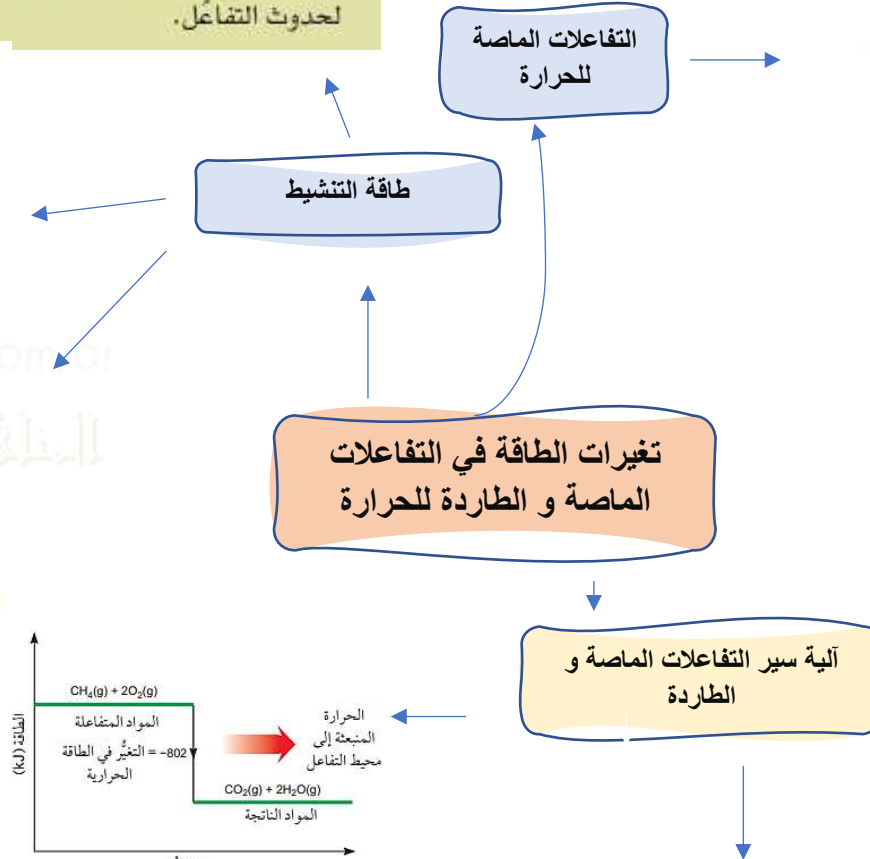 لحدوث التفاعل.
التفاعلات الماصة
للحرارة
طاقة التنشيط
تغيرات الطاقة في التفاعلات
الماصة و الطاردة للحرارة
آلية سير التفاعلات الماصة و
الطاردة
الطاقة (kJ)
CH₄(g) + 2O₂(g)
المواد المتفاعلة
−802 = التغيُّر في الطاقة
الحرارية
CO₂(g) + 2H₂O(g)
المواد الناتجة
الحرارة
المنبعثة إلى
محيط التفاعل